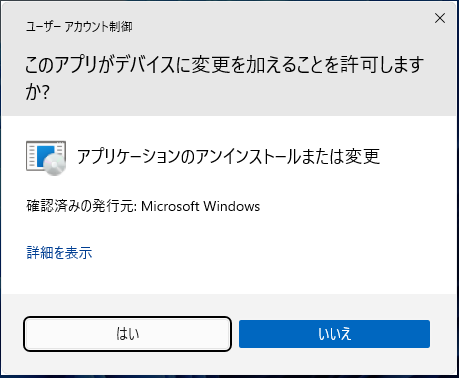 ユーザー アカウント制御
このアプリがデバイスに変更を加えることを許可します
か?
アプリケーションのアンインストールまたは変更
確認済みの発行元: Microsoft Windows
詳細を表示
はい
いいえ